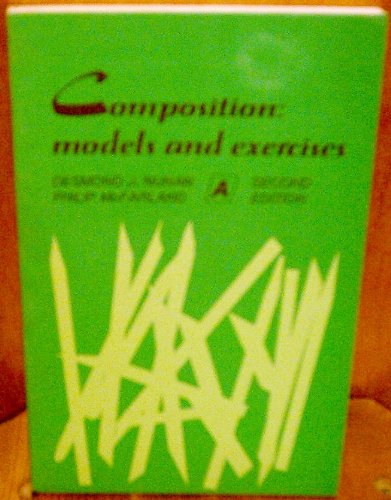 Composition:
models and exercises
DESMOND J. NUNAN A SECOND
PHILIP McFARLAND EDITION